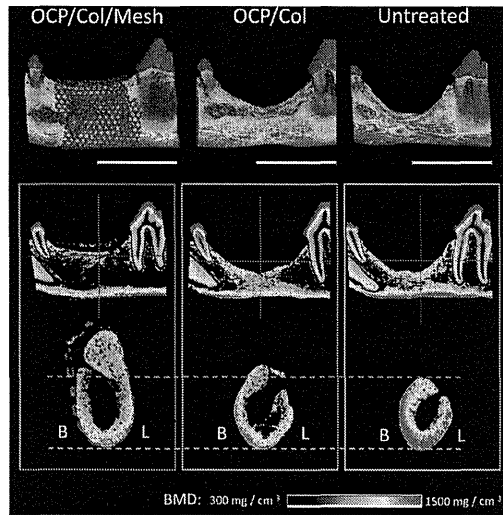 OCP/Col/Mesh OCP/Col Untreated
B L B L B L
BMD: 300 mg / cm³ 1500 mg / cm³